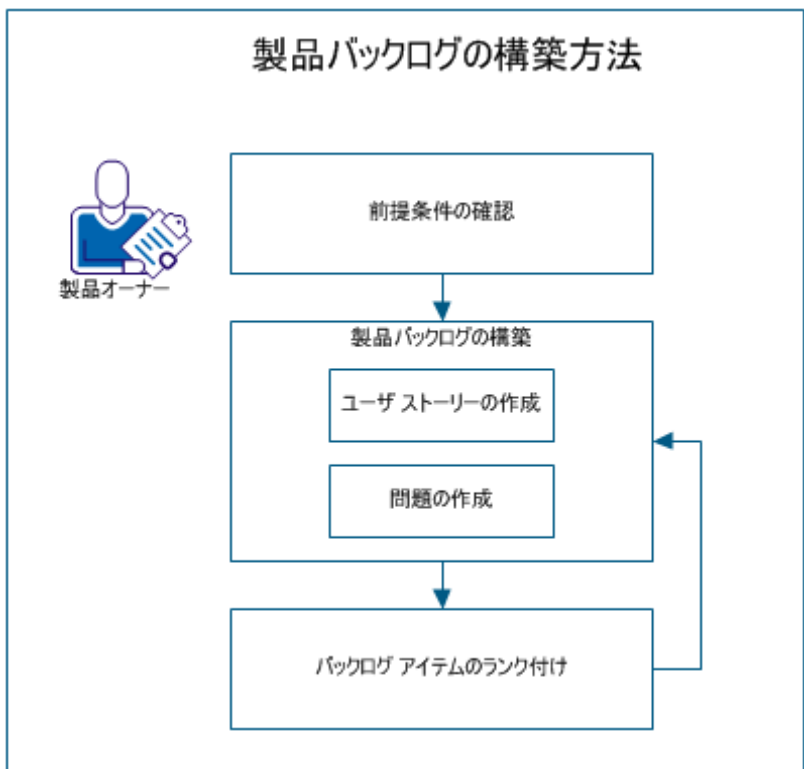 製品バックログの構築方法
前提条件の確認
製品オーナー
製品バックログの構築
ユーザ ストーリーの作成
問題の作成
バックログ アイテムのランク付け